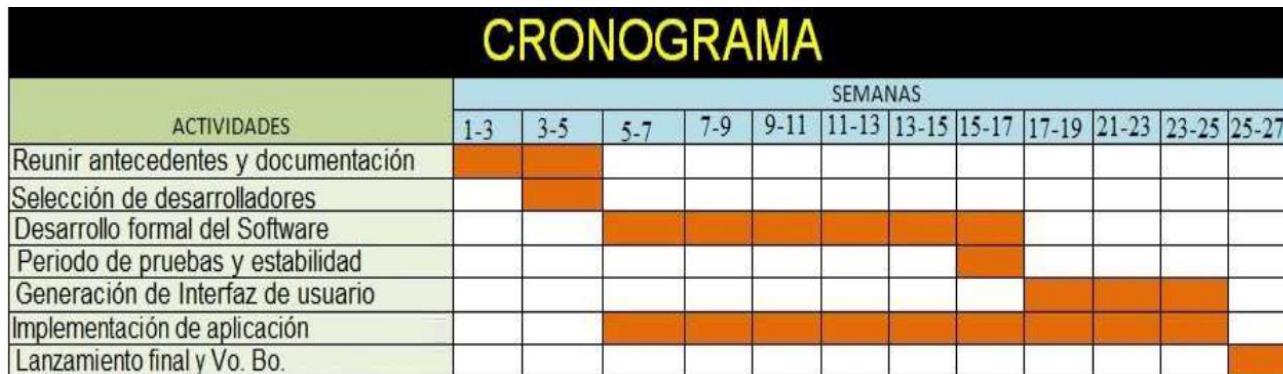 CRONOGRAMA
SEMANAS
ACTIVIDADES 1-3 3-5 5-7 7-9 9-11 11-13 13-15 15-17 17-19 21-23 23-25 25-27
Reunir antecedentes y documentación
Selección de desarrolladores
Desarrollo formal del Software
Periodo de pruebas y estabilidad
Generación de Interfaz de usuario
Implementación de aplicación
Lanzamiento final y Vo. Bo.